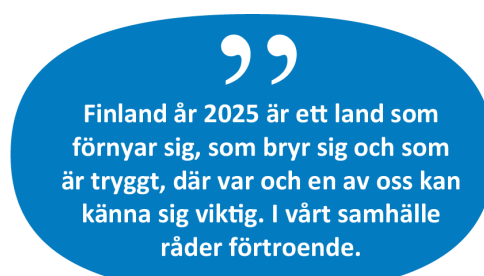 ”
Finland år 2025 är ett land som
förnyar sig, som bryr sig och som
är tryggt, där var och en av oss kan
känna sig viktig. I vårt samhälle
råder förtroende.